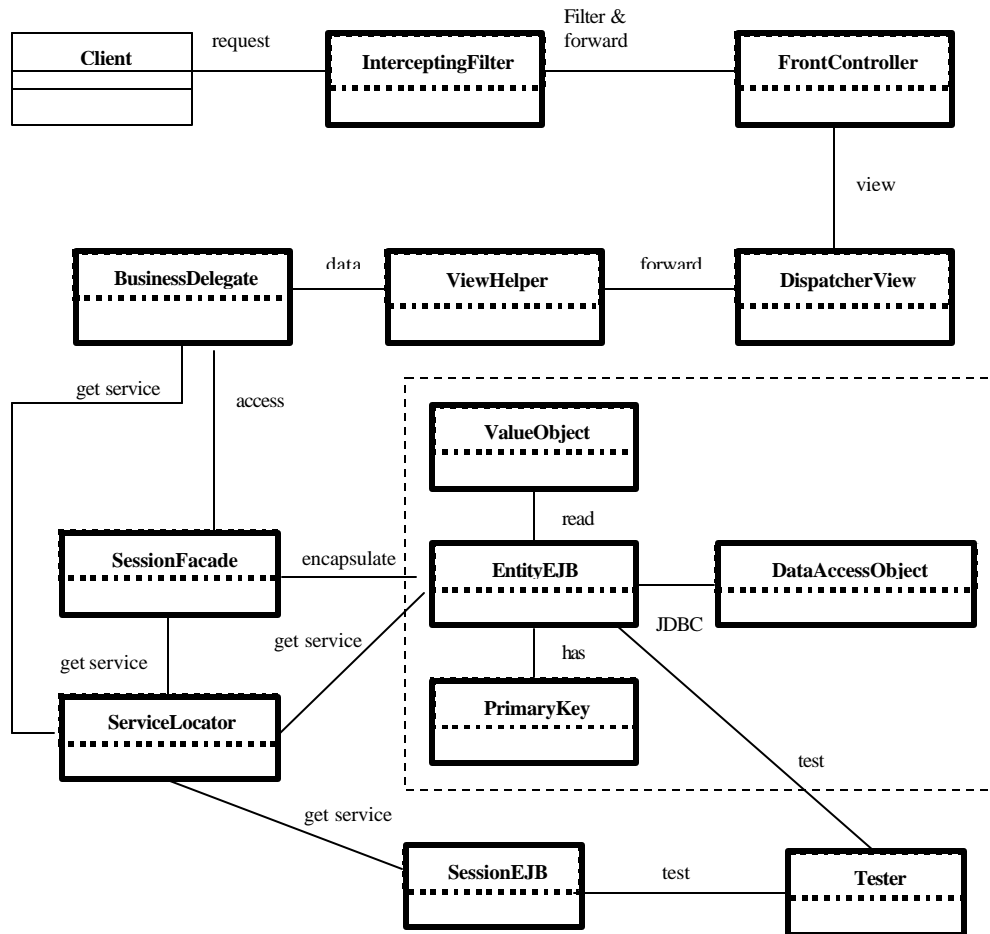 Filter &
request
forward
Client
InterceptingFilter
FrontController
view
BusinessDelegate
data
ViewHelper
forward
DispatcherView
get service
access
ValueObject
read
SessionFacade
encapsulate
EntityEJB
DataAccessObject
JDBC
get service
get service
has
ServiceLocator
PrimaryKey
test
get service
SessionEJB
test
Tester